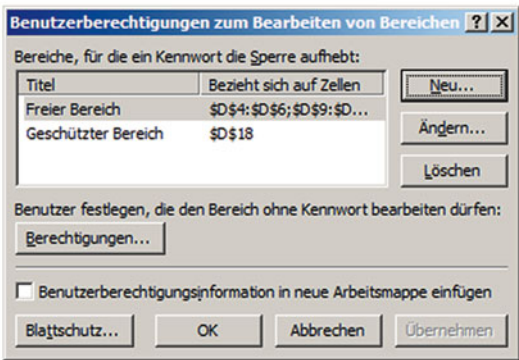 Benutzerberechtigungen zum Bearbeiten von Bereichen
Bereiche, für die ein Kennwort die Sperre aufhebt:
Titel Bezieht sich auf Zellen
Neu...
Freier Bereich $D$4:$D$6;$D$9:$D...
Geschützter Bereich $D$18
Ändern...
Löschen
Benutzer festlegen, die den Bereich ohne Kennwort bearbeiten dürfen:
Berechtigungen...
Benutzerberechtigungsinformation in neue Arbeitsmappe einfügen
Blattschutz... OK Abbrechen Übernehmen